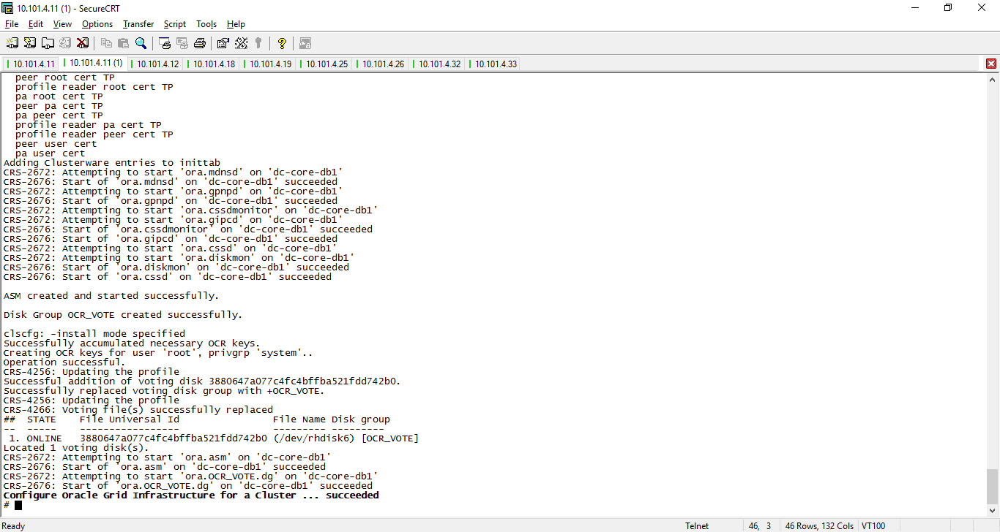 10.101.4.11 (1) - SecureCRT
File Edit View Options Transfer Script Tools Help
10.101.4.11 10.101.4.11 (1) 10.101.4.12 10.101.4.18 10.101.4.19 10.101.4.25 10.101.4.26 10.101.4.32 10.101.4.33
peer root cert TP
profile reader root cert TP
pa root cert TP
peer pa cert TP
pa peer cert TP
profile reader pa cert TP
profile reader peer cert TP
peer user cert
pa user cert
Adding Clusterware entries to inittab
CRS-2672: Attempting to start 'ora.mdnsd' on 'dc-core-db1'
CRS-2676: Start of 'ora.mdnsd' on 'dc-core-db1' succeeded
CRS-2672: Attempting to start 'ora.gpnpd' on 'dc-core-db1'
CRS-2676: Start of 'ora.gpnpd' on 'dc-core-db1' succeeded
CRS-2672: Attempting to start 'ora.cssdmonitor' on 'dc-core-db1'
CRS-2672: Attempting to start 'ora.gipcd' on 'dc-core-db1'
CRS-2676: Start of 'ora.cssdmonitor' on 'dc-core-db1' succeeded
CRS-2676: Start of 'ora.gipcd' on 'dc-core-db1' succeeded
CRS-2672: Attempting to start 'ora.cssd' on 'dc-core-db1'
CRS-2672: Attempting to start 'ora.diskmon' on 'dc-core-db1'
CRS-2676: Start of 'ora.diskmon' on 'dc-core-db1' succeeded
CRS-2676: Start of 'ora.cssd' on 'dc-core-db1' succeeded
ASM created and started successfully.
Disk Group OCR_VOTE created successfully.
clscfg: -install mode specified
Successfully accumulated necessary OCR keys.
Creating OCR keys for user 'root', privgrp 'system'..
Operation successful.
CRS-4256: Updating the profile
Successful addition of voting disk 3880647a077c4fc4bffba521fdd742b0.
Successfully replaced voting disk group with +OCR_VOTE.
CRS-4256: Updating the profile
CRS-4266: Voting file(s) successfully replaced
## STATE File Universal Id File Name Disk group
-- ----- ----------------- --------- ---------
1. ONLINE 3880647a077c4fc4bffba521fdd742b0 (/dev/rhdisk6) [OCR_VOTE]
Located 1 voting disk(s).
CRS-2672: Attempting to start 'ora.asm' on 'dc-core-db1'
CRS-2676: Start of 'ora.asm' on 'dc-core-db1' succeeded
CRS-2672: Attempting to start 'ora.OCR_VOTE.dg' on 'dc-core-db1'
CRS-2676: Start of 'ora.OCR_VOTE.dg' on 'dc-core-db1' succeeded
Configure Oracle Grid Infrastructure for a Cluster ... succeeded
#
Ready Telnet 46, 3 46 Rows, 132 Cols VT100